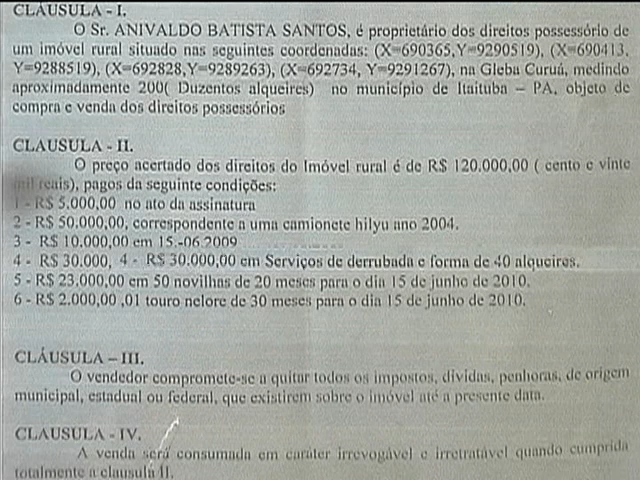 CLÁUSULA - I.
O Sr. ANIVALDO BATISTA SANTOS, é proprietário dos direitos possessório de
um imóvel rural situado nas seguintes coordenadas: (X=690365,Y=9290519), (X=690413,
Y=9288519), (X=692828,Y=9289263), (X=692734, Y=9291267), na Gleba Curuá, medindo
aproximadamente 200( Duzentos alqueires) no município de Itaituba – PA, objeto de
compra e venda dos direitos possessórios
CLAUSULA - II.
O preço acertado dos direitos do Imóvel rural é de R$ 120.000,00 ( cento e vinte
mil reais), pagos da seguinte condições:
1 - R$ 5.000,00 no ato da assinatura
2 - R$ 50.000,00, correspondente a uma camionete hilyu ano 2004.
3 - R$ 10.000,00 em 15.-06.2009
4 - R$ 30.000, 4 - R$ 30.000,00 em Serviços de derrubada e forma de 40 alqueires.
5 - R$ 23.000,00 em 50 novilhas de 20 meses para o dia 15 de junho de 2010.
6 - R$ 2.000,00 ,01 touro nelore de 30 meses para o dia 15 de junho de 2010.
CLÁUSULA – III.
O vendedor compromete-se a quitar todos os impostos, dividas, penhoras, de origem
municipal, estadual ou federal, que existirem sobre o imóvel até a presente data.
CLAUSULA - IV.
A venda será consumada em caráter irrevogável e irretratável quando cumprida
totalmente a clausula II.